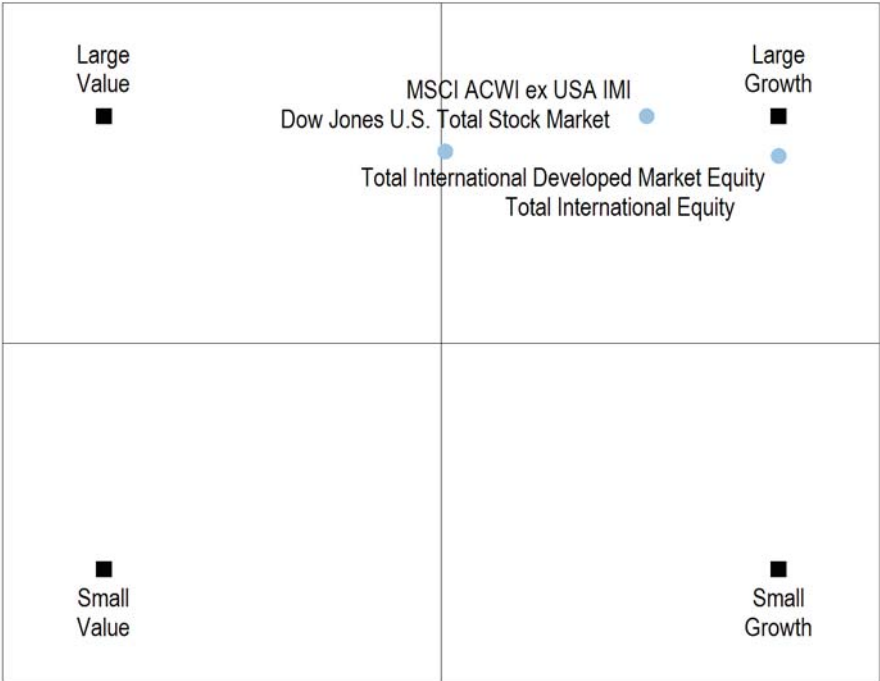 Large
Value
Large
Growth
MSCI ACWI ex USA IMI
Dow Jones U.S. Total Stock Market
Total International Developed Market Equity
Total International Equity
Small
Value
Small
Growth